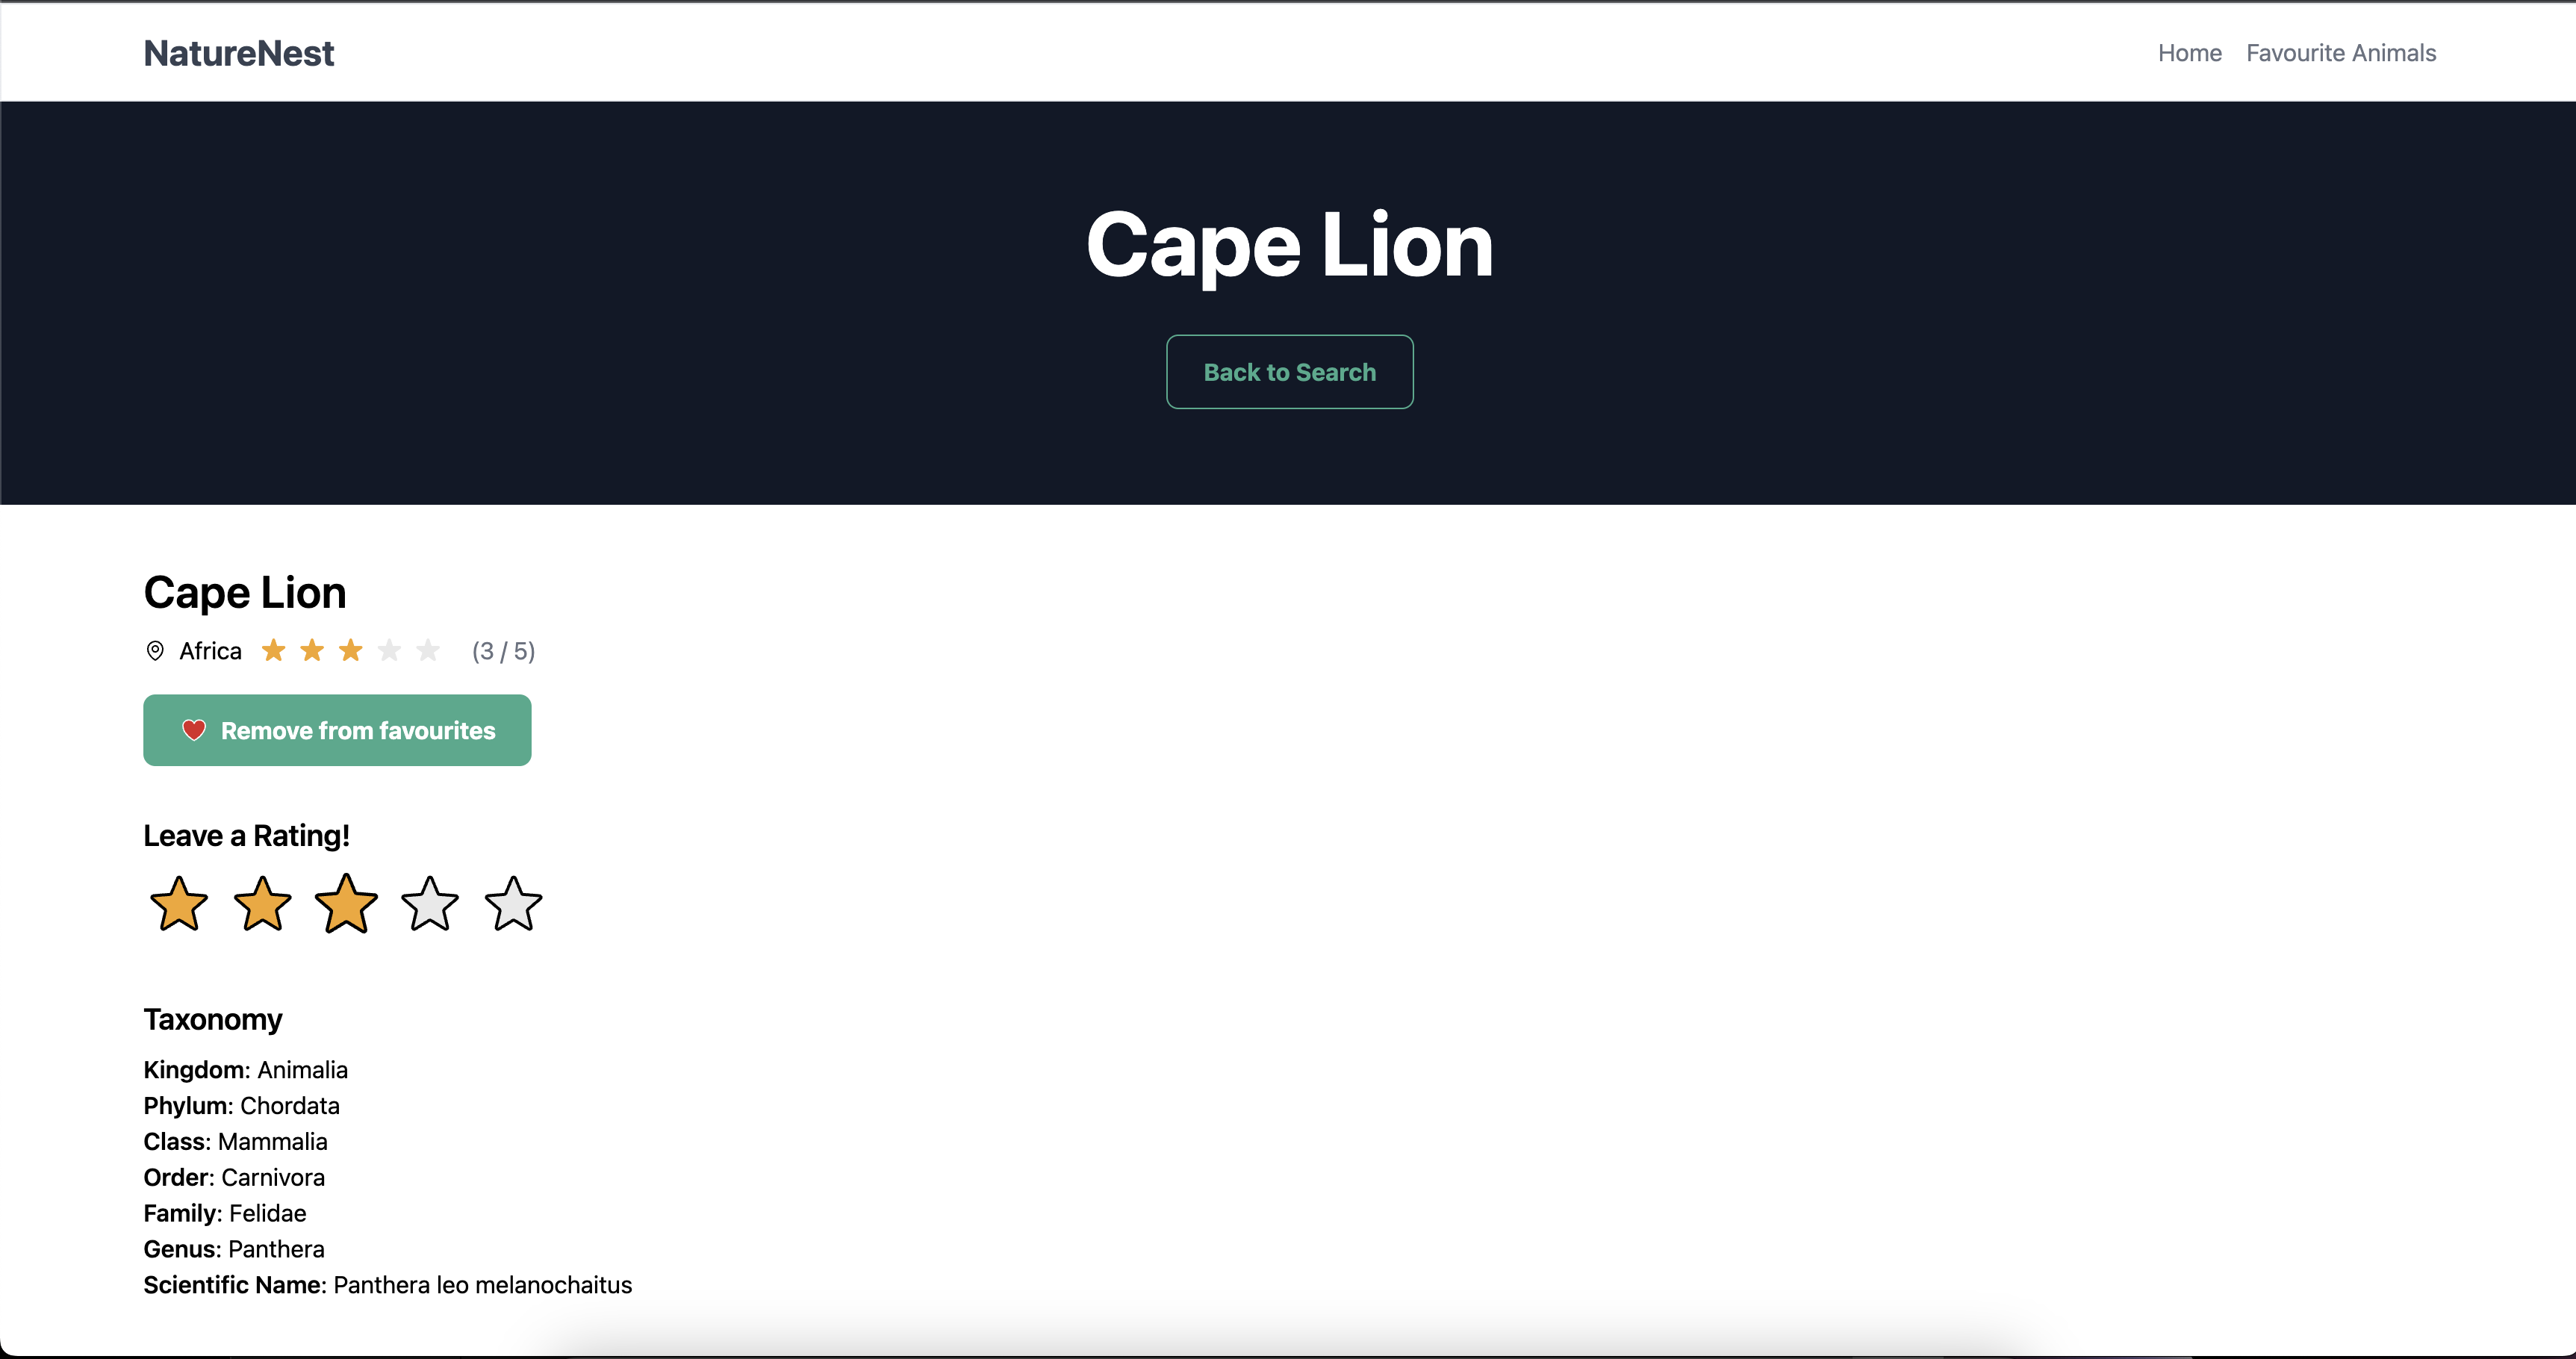 NatureNest
Home Favourite Animals
Cape Lion
Back to Search
Cape Lion
Africa (3 / 5)
Remove from favourites
Leave a Rating!
Taxonomy
Kingdom: Animalia
Phylum: Chordata
Class: Mammalia
Order: Carnivora
Family: Felidae
Genus: Panthera
Scientific Name: Panthera leo melanochaitus